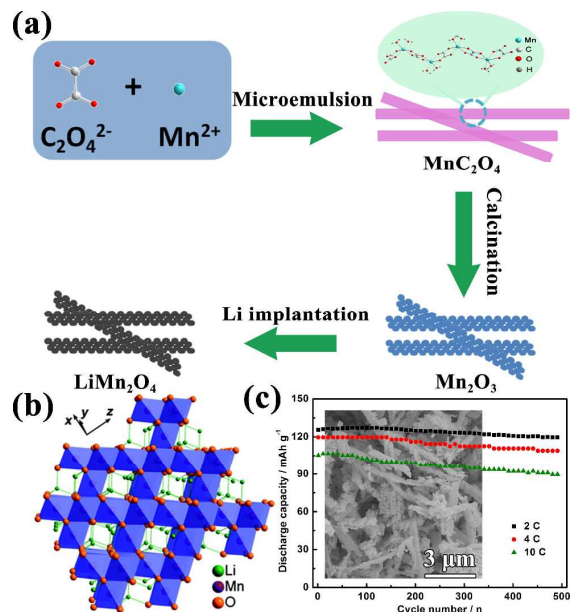 (a)
Mn
C
O
H
C₂O₄²⁻
+
Mn²⁺
Microemulsion
MnC₂O₄
Calcination
Li implantation
LiMn₂O₄
Mn₂O₃
(b)
x y z
Li
Mn
O
(c)
Discharge capacity / mAh g⁻¹
150
120
90
60
30
0
2 C
4 C
10 C
3 μm
0 100 200 300 400 500
Cycle number / n